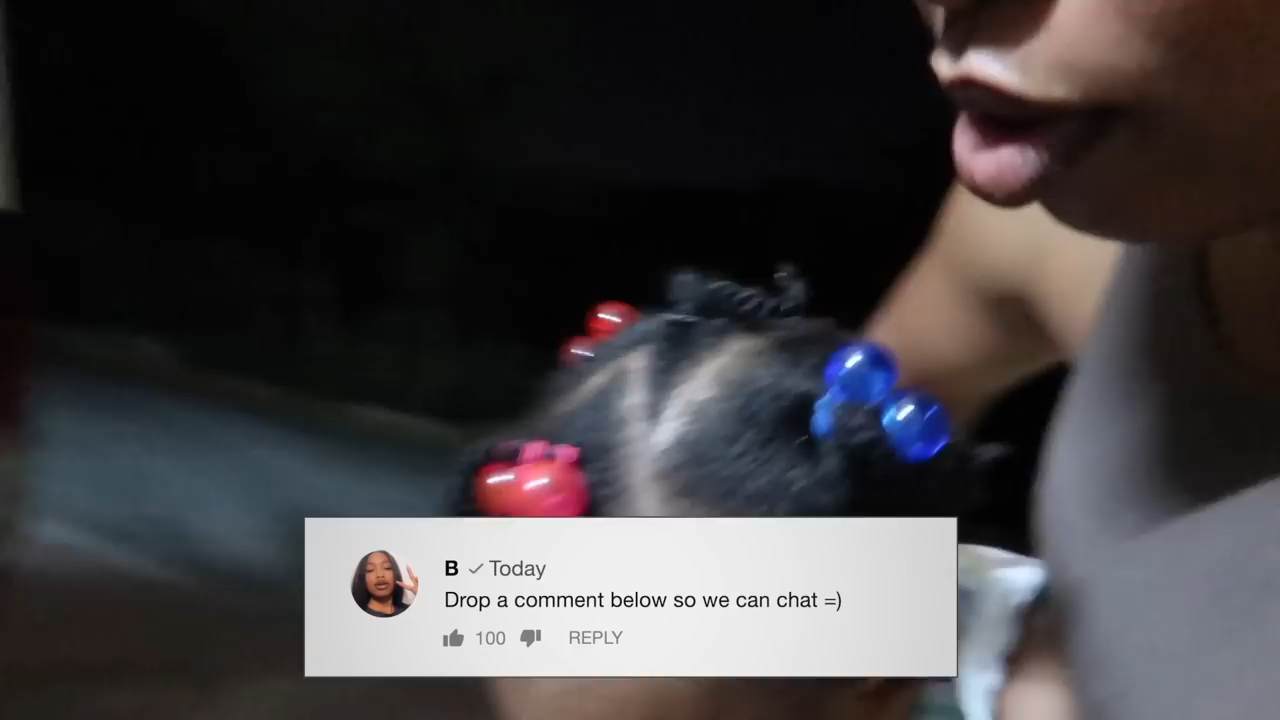 B ✓ Today
Drop a comment below so we can chat =)
100 REPLY